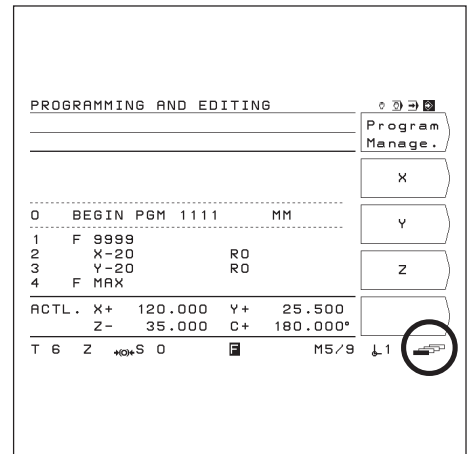 PROGRAMMING AND EDITING
Program
Manage.
X
0 BEGIN PGM 1111 MM
Y
1 F 9999
2 X-20 R0
3 Y-20 R0
Z
4 F MAX
ACTL. X+ 120.000 Y+ 25.500
Z- 35.000 C+ 180.000°
T 6 Z S 0 F M5/9 1